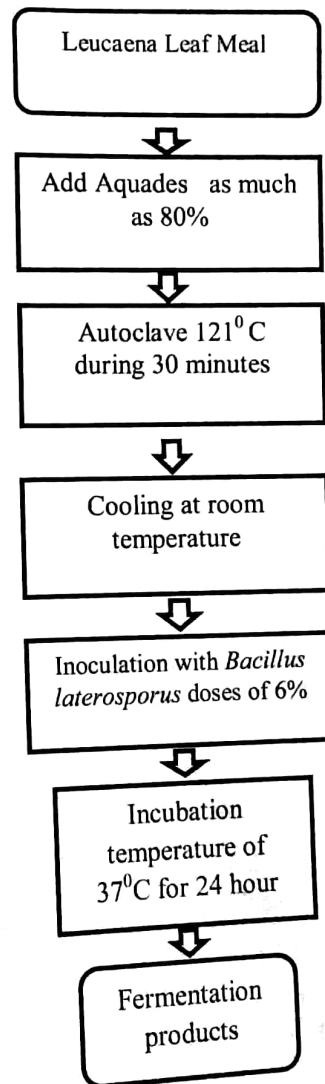 Leucaena Leaf Meal
Add Aquades as much
as 80%
Autoclave 121⁰ C
during 30 minutes
Cooling at room
temperature
Inoculation with Bacillus
laterosporus doses of 6%
Incubation
temperature of
37⁰C for 24 hour
Fermentation
products